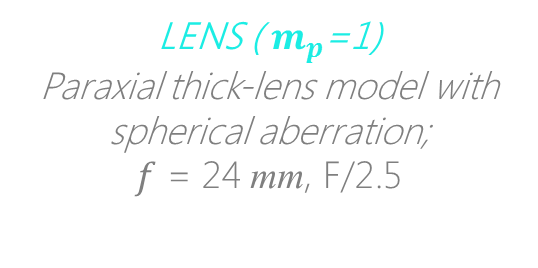 LENS ( mₚ =1)
Paraxial thick-lens model with
spherical aberration;
f = 24 mm, F/2.5